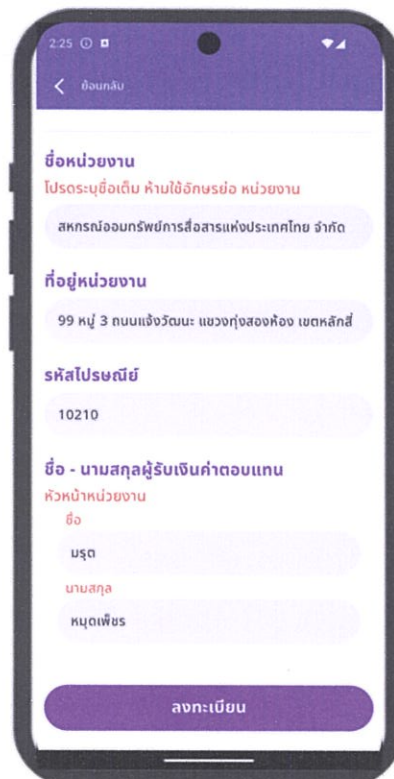 2:25
ย้อนกลับ
ชื่อหน่วยงาน
โปรดระบุชื่อเต็ม ห้ามใช้อักษรย่อ หน่วยงาน
สหกรณ์ออมทรัพย์การสื่อสารแห่งประเทศไทย จำกัด
ที่อยู่หน่วยงาน
99 หมู่ 3 ถนนแจ้งวัฒนะ แขวงทุ่งสองห้อง เขตหลักสี่
รหัสไปรษณีย์
10210
ชื่อ - นามสกุลผู้รับเงินค่าตอบแทน
หัวหน้าหน่วยงาน
ชื่อ
มรุต
นามสกุล
หมุดเพ็ชร
ลงทะเบียน